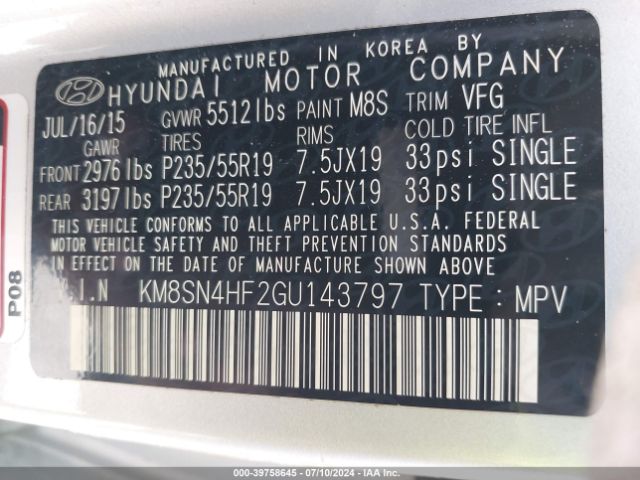 MANUFACTURED IN KOREA BY
HYUNDAI MOTOR COMPANY
JUL/16/15 GVWR 5512lbs PAINT M8S TRIM VFG
GAWR TIRES RIMS COLD TIRE INFL
FRONT 2976lbs P235/55R19 7.5JX19 33psi SINGLE
REAR 3197lbs P235/55R19 7.5JX19 33psi SINGLE
THIS VEHICLE CONFORMS TO ALL APPLICABLE U.S.A. FEDERAL
MOTOR VEHICLE SAFETY AND THEFT PREVENTION STANDARDS
IN EFFECT ON THE DATE OF MANUFACTURE SHOWN ABOVE.
.I.N KM8SN4HF2GU143797 TYPE : MPV
P08
000-39758645 / 07/10/2024 - IAA Inc.